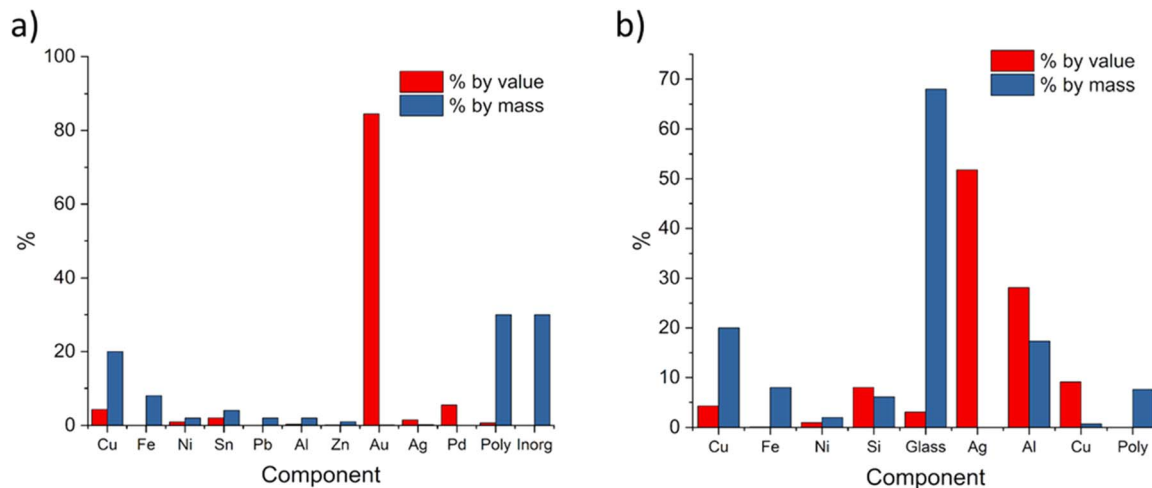 a)
100
80
60
40
20
0
%
% by value
% by mass
Cu Fe Ni Sn Pb Al Zn Au Ag Pd Poly Inorg
Component
b)
70
60
50
40
30
20
10
0
%
% by value
% by mass
Cu Fe Ni Si Glass Ag Al Cu Poly
Component